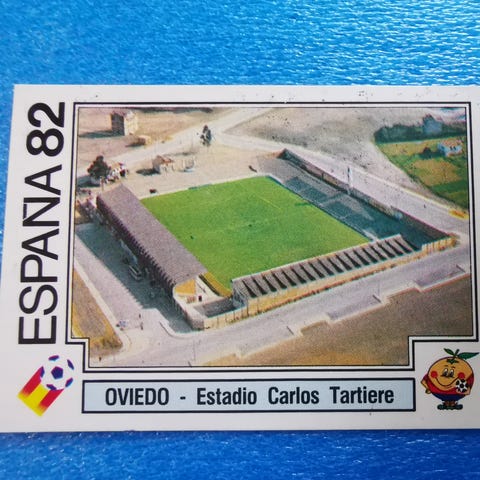 ESPAÑA 82
OVIEDO - Estadio Carlos Tartiere